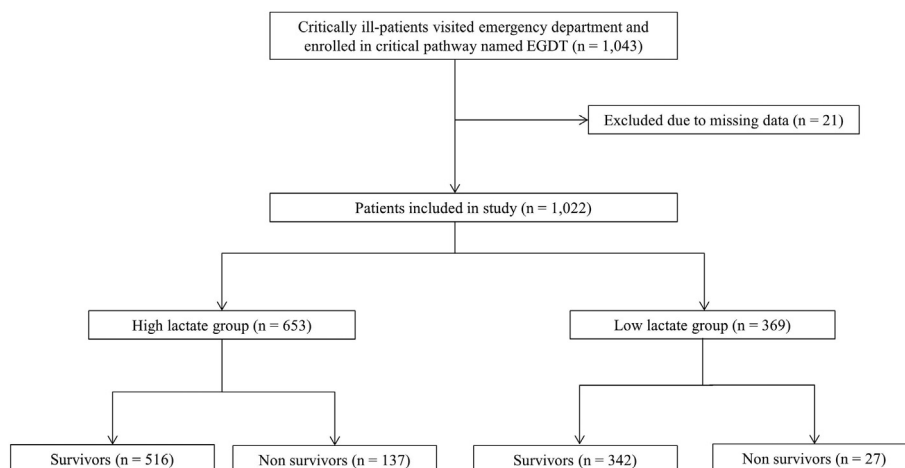 Critically ill-patients visited emergency department and
enrolled in critical pathway named EGDT (n = 1,043)
Excluded due to missing data (n = 21)
Patients included in study (n = 1,022)
High lactate group (n = 653)
Low lactate group (n = 369)
Survivors (n = 516)
Non survivors (n = 137)
Survivors (n = 342)
Non survivors (n = 27)